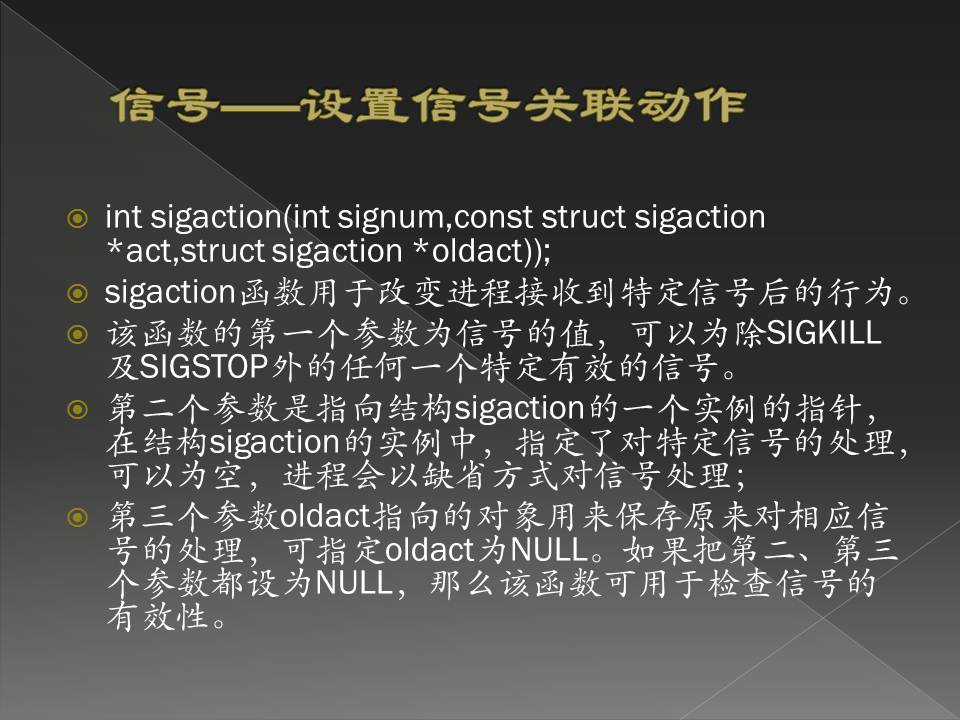 信号——设置信号关联动作
int sigaction(int signum,const struct sigaction
*act,struct sigaction *oldact));
sigaction函数用于改变进程接收到特定信号后的行为。
该函数的第一个参数为信号的值，可以为除SIGKILL
及SIGSTOP外的任何一个特定有效的信号。
第二个参数是指向结构sigaction的一个实例的指针，
在结构sigaction的实例中，指定了对特定信号的处理，
可以为空，进程会以缺省方式对信号处理；
第三个参数oldact指向的对象用来保存原来对相应信
号的处理，可指定oldact为NULL。如果把第二、第三
个参数都设为NULL，那么该函数可用于检查信号的
有效性。